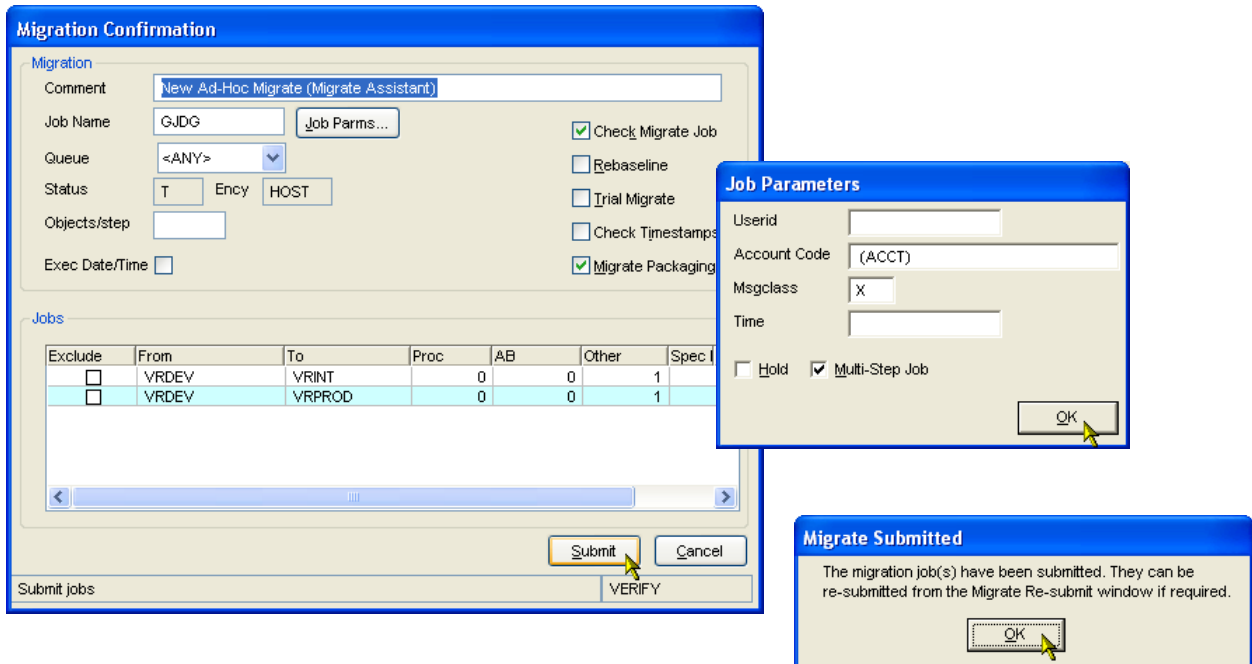 Migration Confirmation
Migration
Comment New Ad-Hoc Migrate (Migrate Assistant)
Job Name GJDG Job Parms...
Queue <ANY>
Status T Ency HOST
Objects/step
Exec Date/Time
Check Migrate Job
Rebaseline
Trial Migrate
Check Timestamps
Migrate Packaging
Jobs
Exclude From To Proc AB Other Spec
VRDEV VRINT 0 0 1
VRDEV VRPROD 0 0 1
Submit Cancel
Submit jobs VERIFY
Job Parameters
Userid
Account Code (ACCT)
Msgclass X
Time
Hold Multi-Step Job
OK
Migrate Submitted
The migration job(s) have been submitted. They can be
re-submitted from the Migrate Re-submit window if required.
OK